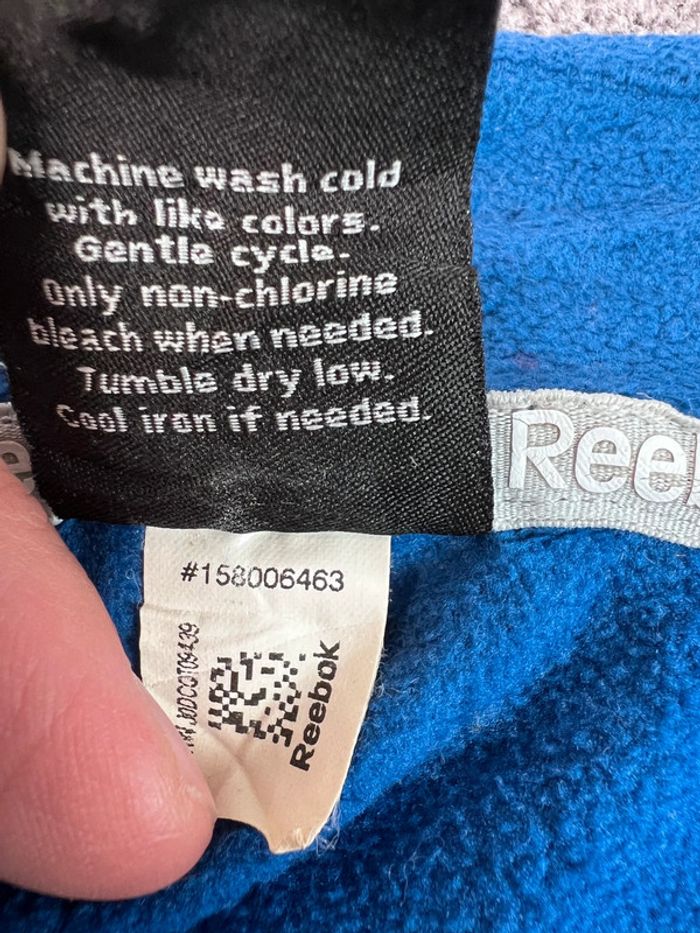 Machine wash cold
with like colors.
Gentle cycle.
Only non-chlorine
bleach when needed.
Tumble dry low.
Cool iron if needed.
Reeb
#158006463
Reebok